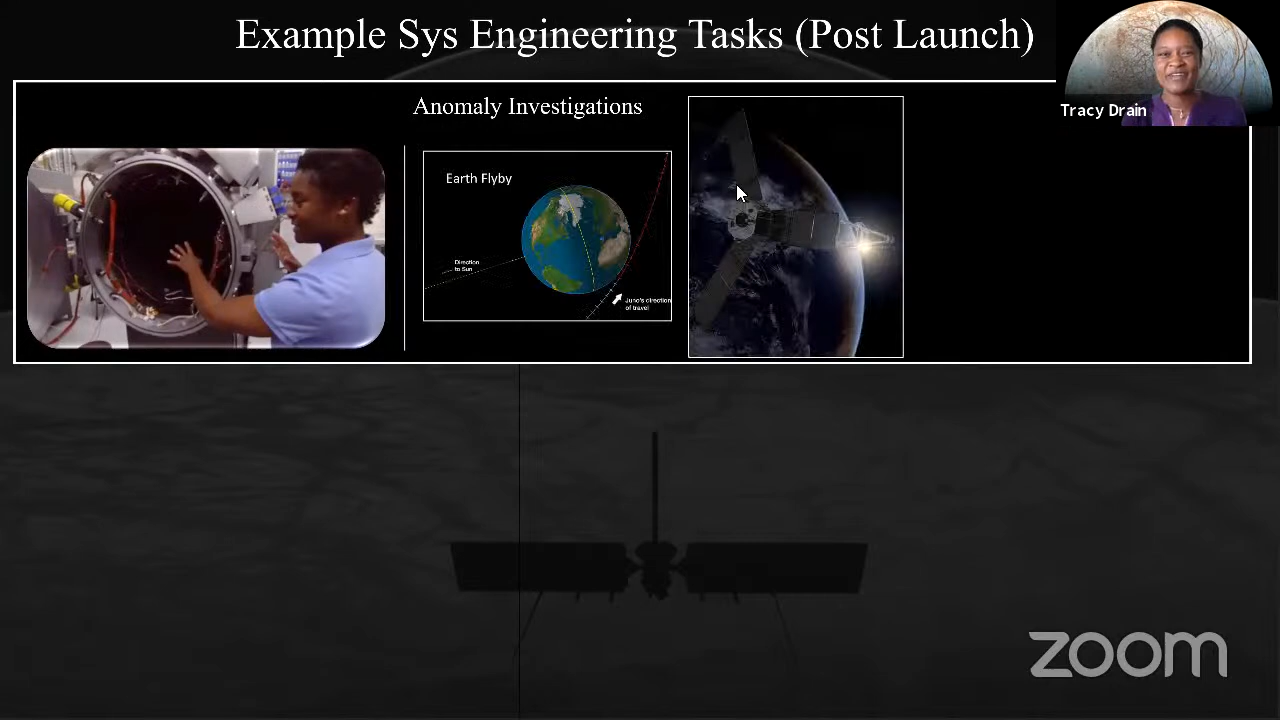 Example Sys Engineering Tasks (Post Launch)
Tracy Drain
Anomaly Investigations
Earth Flyby
Direction
to Sun
Juno's direction
of travel
zoom